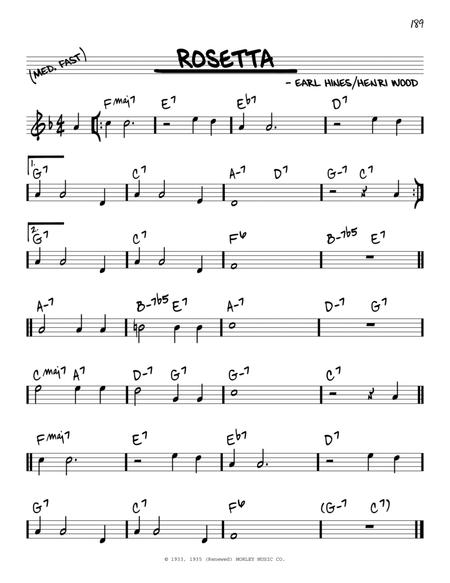 189
(MED. FAST)
ROSETTA
- EARL HINES/HENRI WOOD
Fmaj7 E7 Eb7 D7
1.
G7 C7 A-7 D7 G-7 C7
2.
G7 C7 F6 B-7b5 E7
A-7 B-7b5 E7 A-7 D-7 G7
Cmaj7 A7 D-7 G7 G-7 C7
Fmaj7 E7 Eb7 D7
G7 C7 F6 (G-7 C7)
© 1933, 1935 (Renewed) MORLEY MUSIC CO.